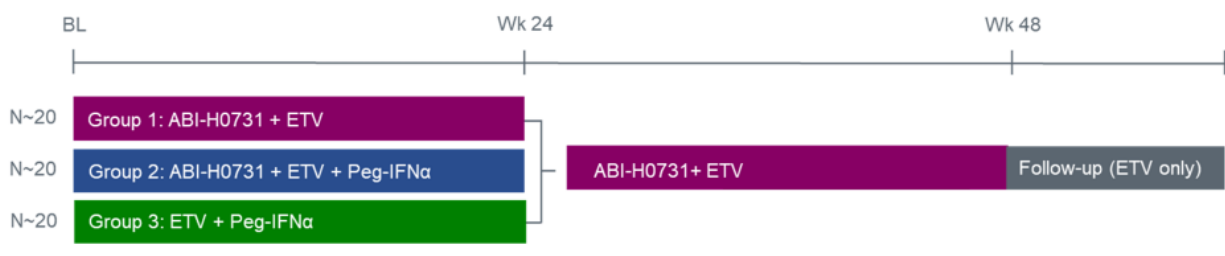 BL
Wk 24
Wk 48
N~20
Group 1: ABI-H0731 + ETV
N~20
Group 2: ABI-H0731 + ETV + Peg-IFNα
ABI-H0731+ ETV
Follow-up (ETV only)
N~20
Group 3: ETV + Peg-IFNα